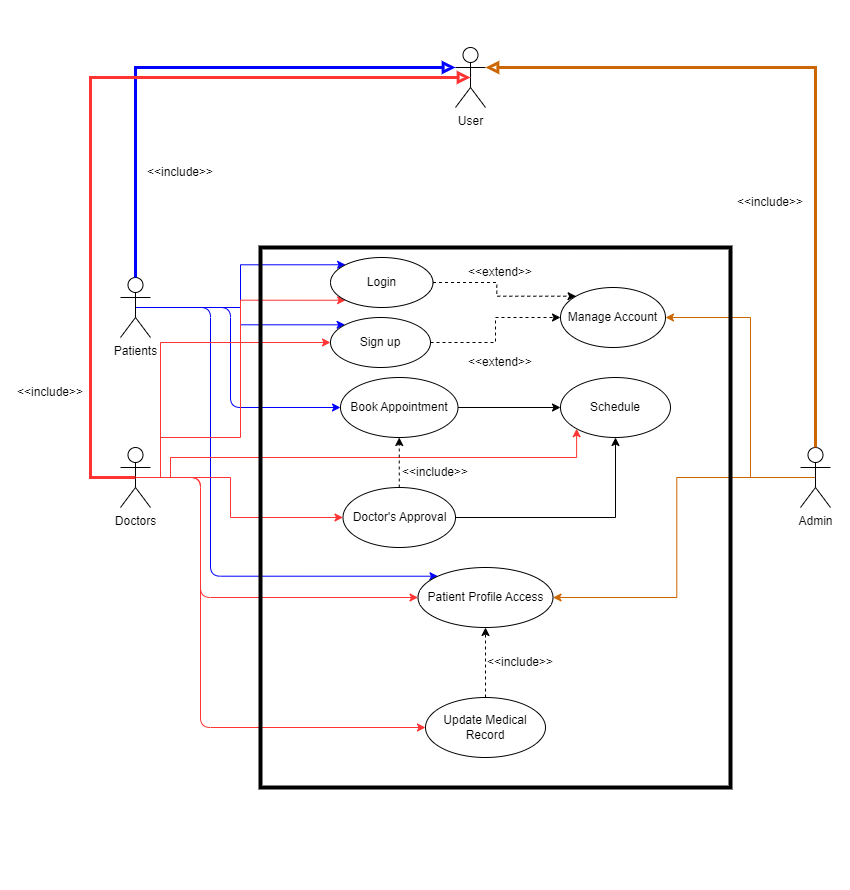 User
<<include>>
<<include>>
Login
<<extend>>
Manage Account
Sign up
Patients
<<extend>>
<<include>>
Book Appointment
Schedule
<<include>>
Doctors
Doctor's Approval
Admin
Patient Profile Access
<<include>>
Update Medical
Record